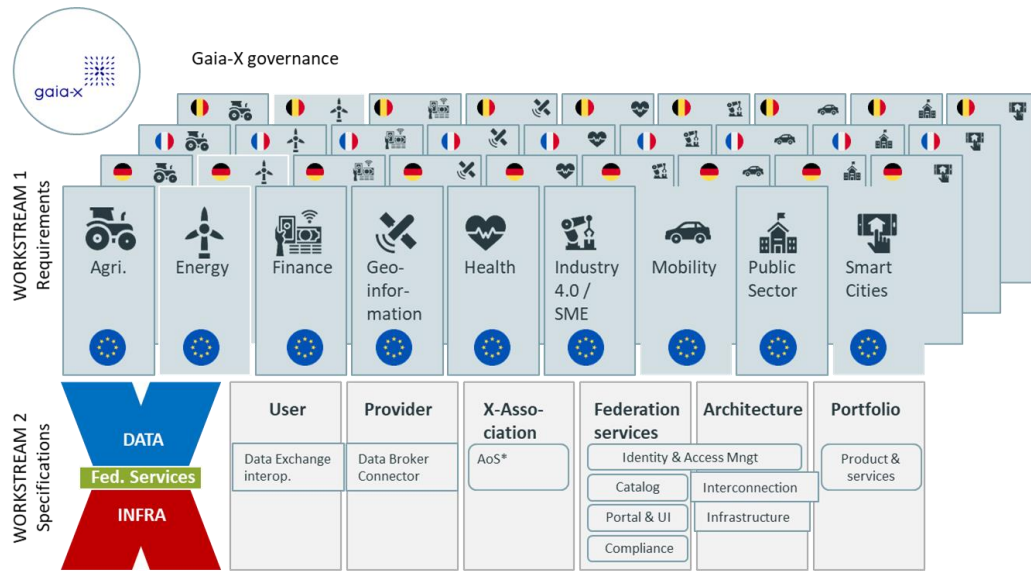 gaia-x
Gaia-X governance
WORKSTREAM 1
Requirements
Agri.
Energy
Finance
Geo-
infor-
mation
Health
Industry
4.0 /
SME
Mobility
Public
Sector
Smart
Cities
WORKSTREAM 2
Specifications
DATA
Fed. Services
INFRA
User
Data Exchange
interop.
Provider
Data Broker
Connector
X-Asso-
ciation
AoS*
Federation
services
Architecture
Identity & Access Mngt
Catalog
Interconnection
Portal & UI
Infrastructure
Compliance
Portfolio
Product &
services